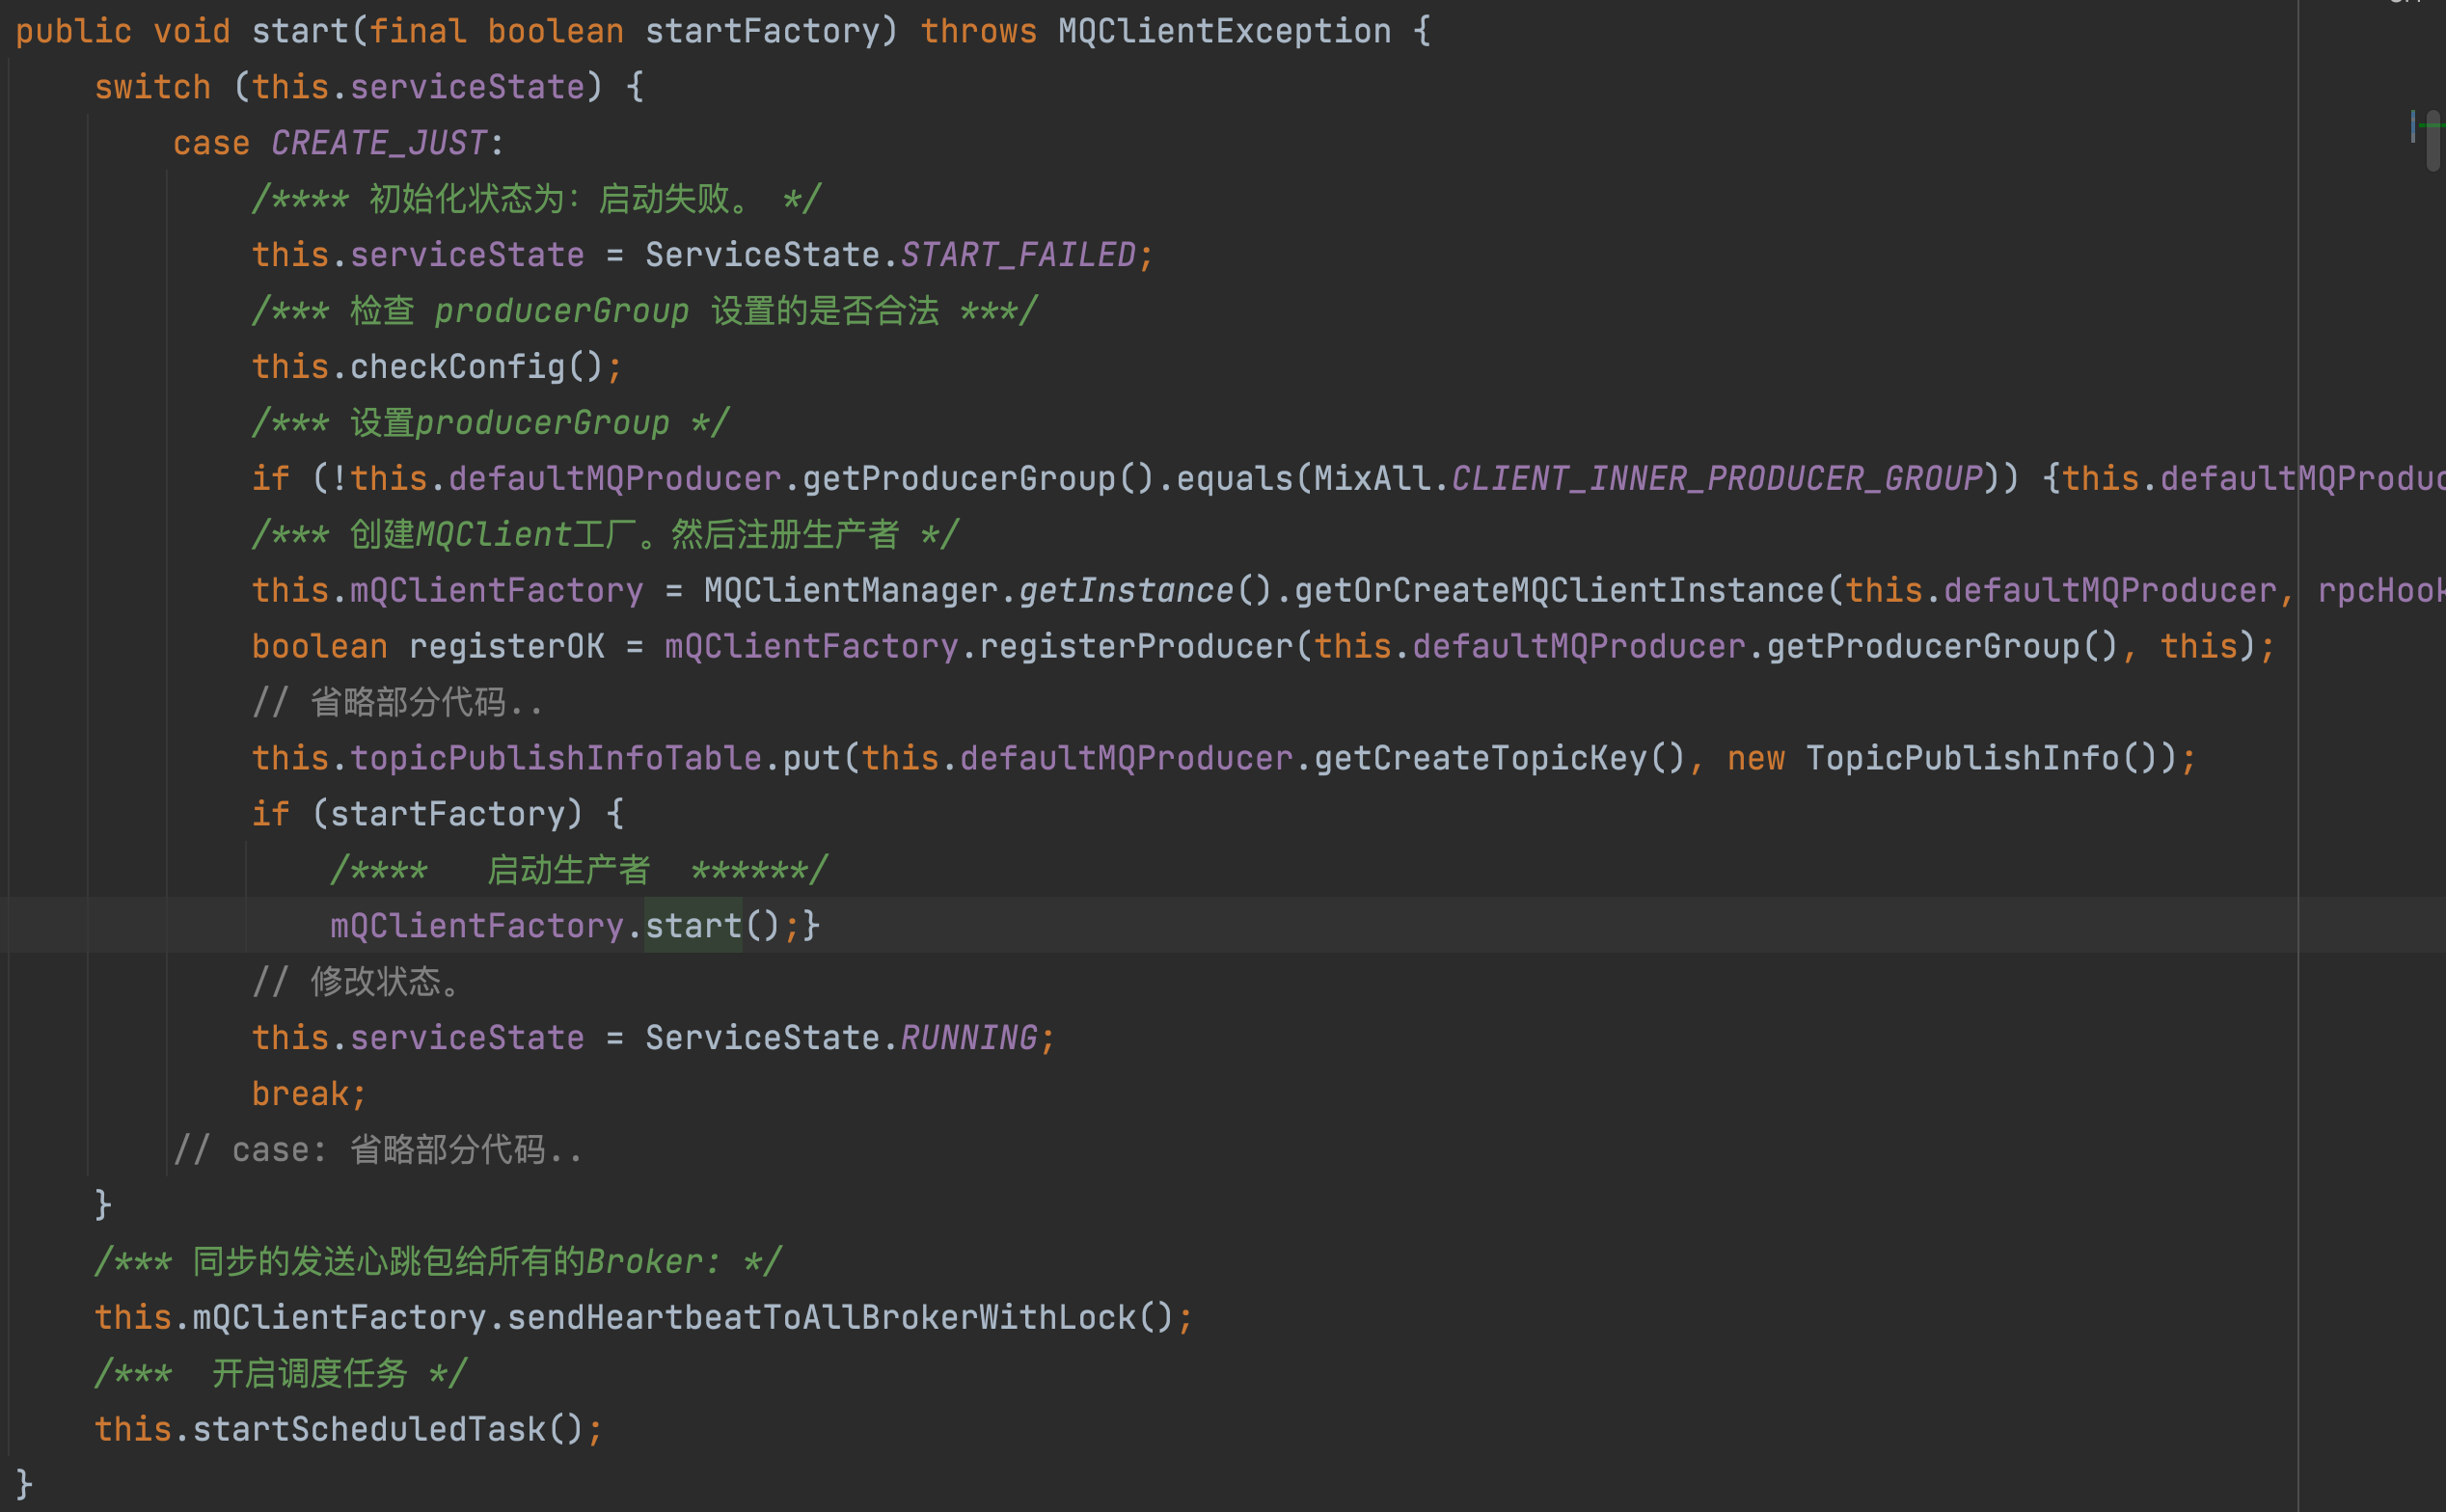 public void start(final boolean startFactory) throws MQClientException {
switch (this.serviceState) {
case CREATE_JUST:
/**** 初始化状态为：启动失败。 */
this.serviceState = ServiceState.START_FAILED;
/*** 检查 producerGroup 设置的是否合法 ***/
this.checkConfig();
/*** 设置producerGroup */
if (!this.defaultMQProducer.getProducerGroup().equals(MixAll.CLIENT_INNER_PRODUCER_GROUP)) {this.defaultMQProduc
/*** 创建MQClient工厂。然后注册生产者 */
this.mQClientFactory = MQClientManager.getInstance().getOrCreateMQClientInstance(this.defaultMQProducer, rpcHook
boolean registerOK = mQClientFactory.registerProducer(this.defaultMQProducer.getProducerGroup(), this);
// 省略部分代码..
this.topicPublishInfoTable.put(this.defaultMQProducer.getCreateTopicKey(), new TopicPublishInfo());
if (startFactory) {
/**** 启动生产者 ******/
mQClientFactory.start();}
// 修改状态。
this.serviceState = ServiceState.RUNNING;
break;
// case: 省略部分代码..
}
/*** 同步的发送心跳包给所有的Broker: */
this.mQClientFactory.sendHeartbeatToAllBrokerWithLock();
/*** 开启调度任务 */
this.startScheduledTask();
}